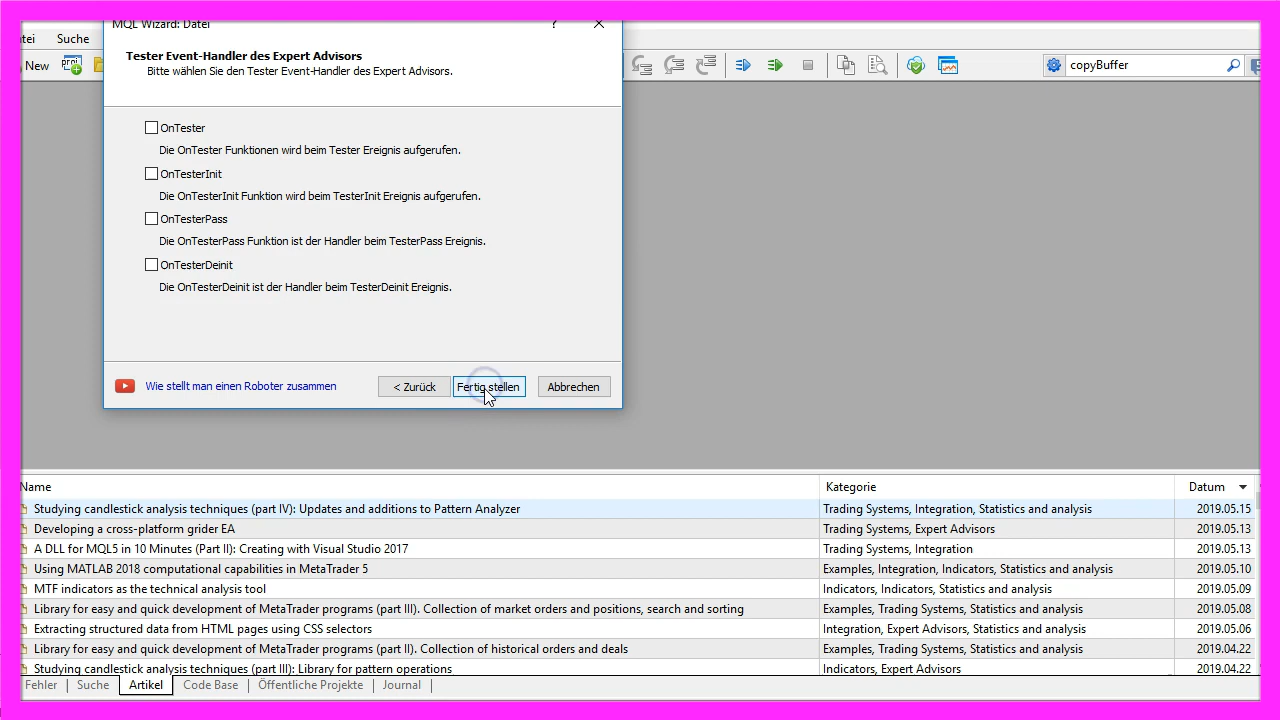 MQL Wizard: Datei
?
Suche
New
copyBuffer
Tester Event-Handler des Expert Advisors
Bitte wählen Sie den Tester Event-Handler des Expert Advisors.
OnTester
Die OnTester Funktionen wird beim Tester Ereignis aufgerufen.
OnTesterInit
Die OnTesterInit Funktion wird beim TesterInit Ereignis aufgerufen.
OnTesterPass
Die OnTesterPass Funktion ist der Handler beim TesterPass Ereignis.
OnTesterDeinit
Die OnTesterDeinit ist der Handler beim TesterDeinit Ereignis.
Wie stellt man einen Roboter zusammen
< Zurück
Fertig stellen
Abbrechen
Name Kategorie Datum
Studying candlestick analysis techniques (part IV): Updates and additions to Pattern Analyzer Trading Systems, Integration, Statistics and analysis 2019.05.15
Developing a cross-platform grider EA Trading Systems, Expert Advisors 2019.05.13
A DLL for MQL5 in 10 Minutes (Part II): Creating with Visual Studio 2017 Trading Systems, Integration 2019.05.13
Using MATLAB 2018 computational capabilities in MetaTrader 5 Examples, Integration, Indicators, Statistics and analysis 2019.05.10
MTF indicators as the technical analysis tool Indicators, Indicators, Statistics and analysis 2019.05.09
Library for easy and quick development of MetaTrader programs (part III). Collection of market orders and positions, search and sorting Examples, Trading Systems, Statistics and analysis 2019.05.08
Extracting structured data from HTML pages using CSS selectors Integration, Expert Advisors, Statistics and analysis 2019.05.06
Library for easy and quick development of MetaTrader programs (part II). Collection of historical orders and deals Examples, Trading Systems, Statistics and analysis 2019.04.22
Studying candlestick analysis techniques (part III): Library for pattern operations Indicators, Expert Advisors 2019.04.22
Fehler Suche Artikel Code Base Öffentliche Projekte Journal